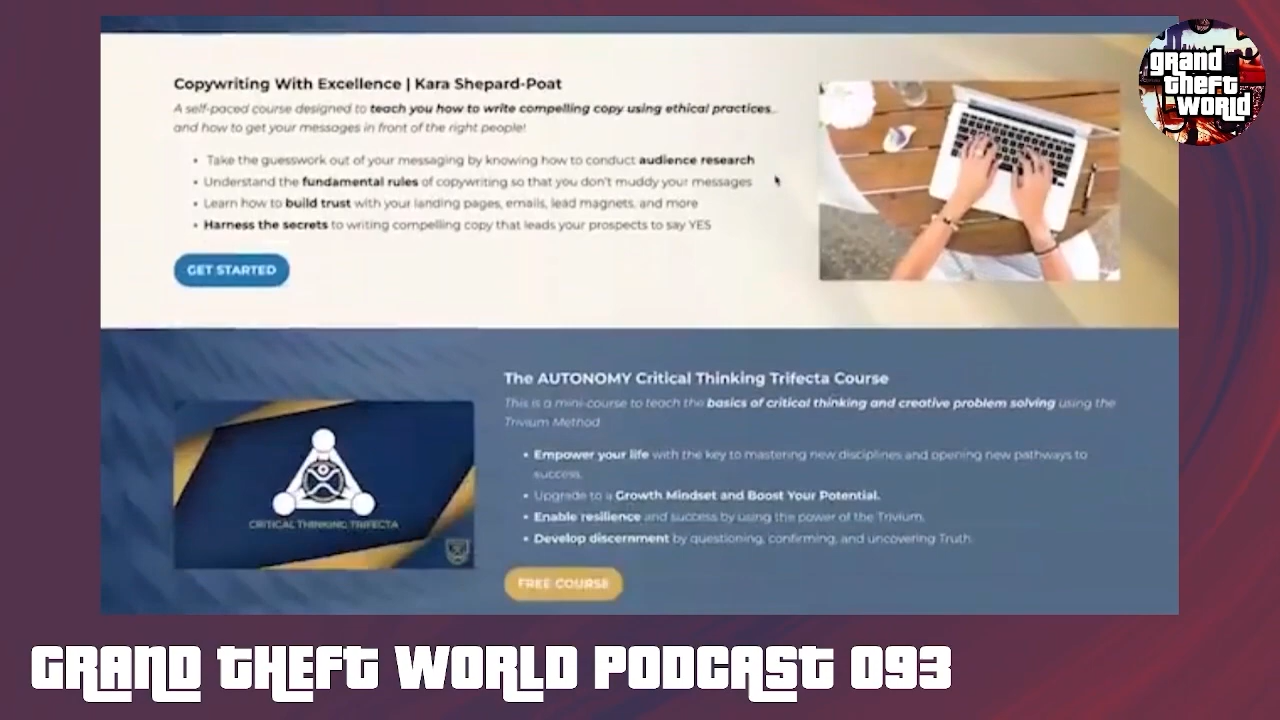 grand
theft
world
Copywriting With Excellence | Kara Shepard-Poat
A self-paced course designed to teach you how to write compelling copy using ethical practices...
and how to get your messages in front of the right people!
• Take the guesswork out of your messaging by knowing how to conduct audience research
• Understand the fundamental rules of copywriting so that you don't muddy your messages
• Learn how to build trust with your landing pages, emails, lead magnets, and more
• Harness the secrets to writing compelling copy that leads your prospects to say YES
GET STARTED
The AUTONOMY Critical Thinking Trifecta Course
This is a mini-course to teach the basics of critical thinking and creative problem solving using the
Trivium Method
• Empower your life with the key to mastering new disciplines and opening new pathways to
success.
• Upgrade to a Growth Mindset and Boost Your Potential.
• Enable resilience and success by using the power of the Trivium.
• Develop discernment by questioning, confirming, and uncovering Truth.
CRITICAL THINKING TRIFECTA
FREE COURSE
GRAND THEFT WORLD PODCAST 093